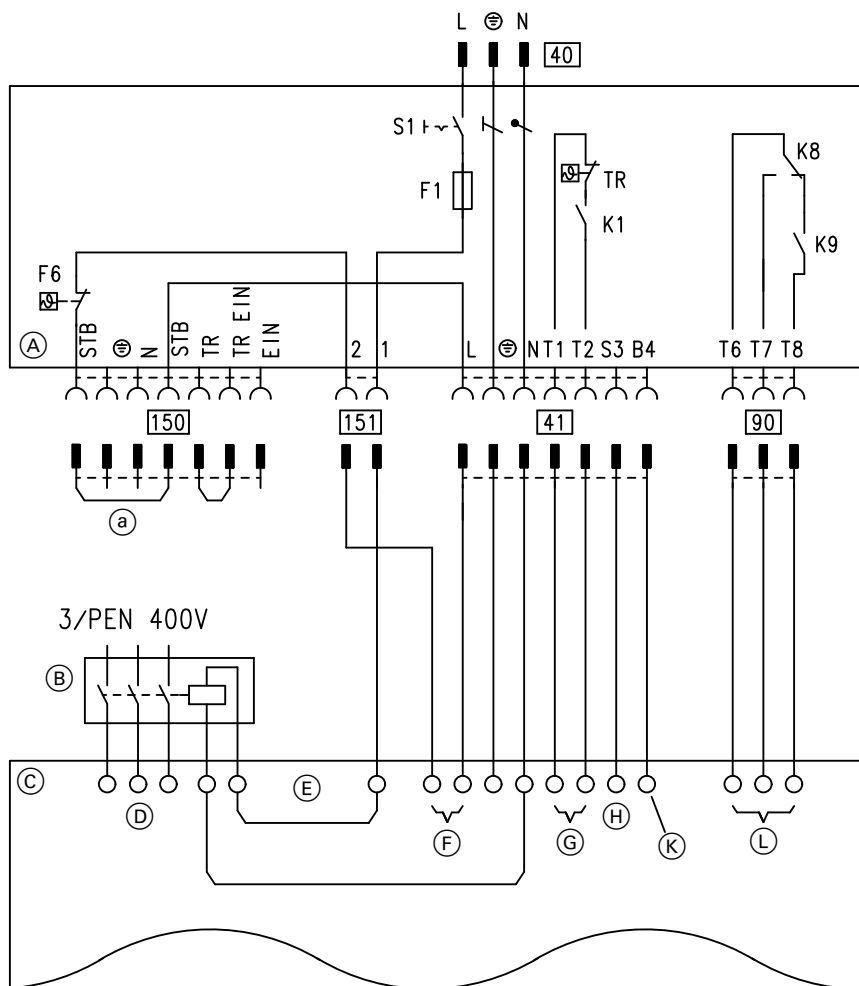 L ⏚ N 40
S1
F1
TR
K1
K8
K9
F6
A
STB ⏚ N STB TR TR EIN EIN
2 1
L ⏚ N T1 T2 S3 B4
T6 T7 T8
150 151 41 90
a
3/PEN 400V
B
C
D E F G H K L